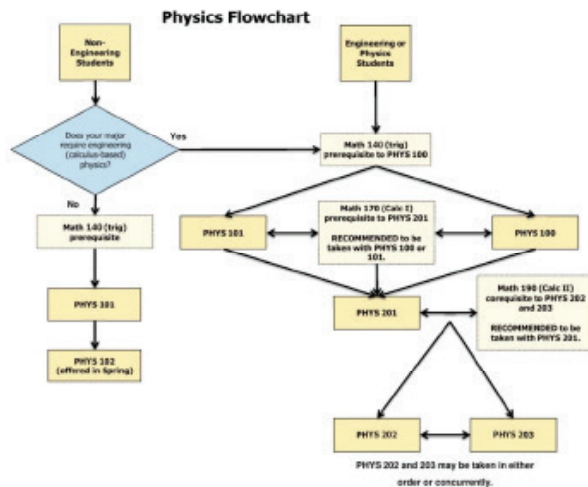 Physics Flowchart
Non-
Engineering
Students
Engineering or
Physics
Students
Does your major
require engineering
(calculus-based)
physics?
Yes
No
Math 140 (trig)
prerequisite to PHYS 100
Math 140 (trig)
prerequisite
PHYS 101
Math 170 (Calc I)
prerequisite to PHYS 201
RECOMMENDED to be
taken with PHYS 100 or
101.
PHYS 100
PHYS 101
PHYS 201
Math 190 (Calc II)
corequisite to PHYS 202
and 203
RECOMMENDED to be
taken with PHYS 201.
PHYS 102
(offered in Spring)
PHYS 202
PHYS 203
PHYS 202 and 203 may be taken in either
order or concurrently.